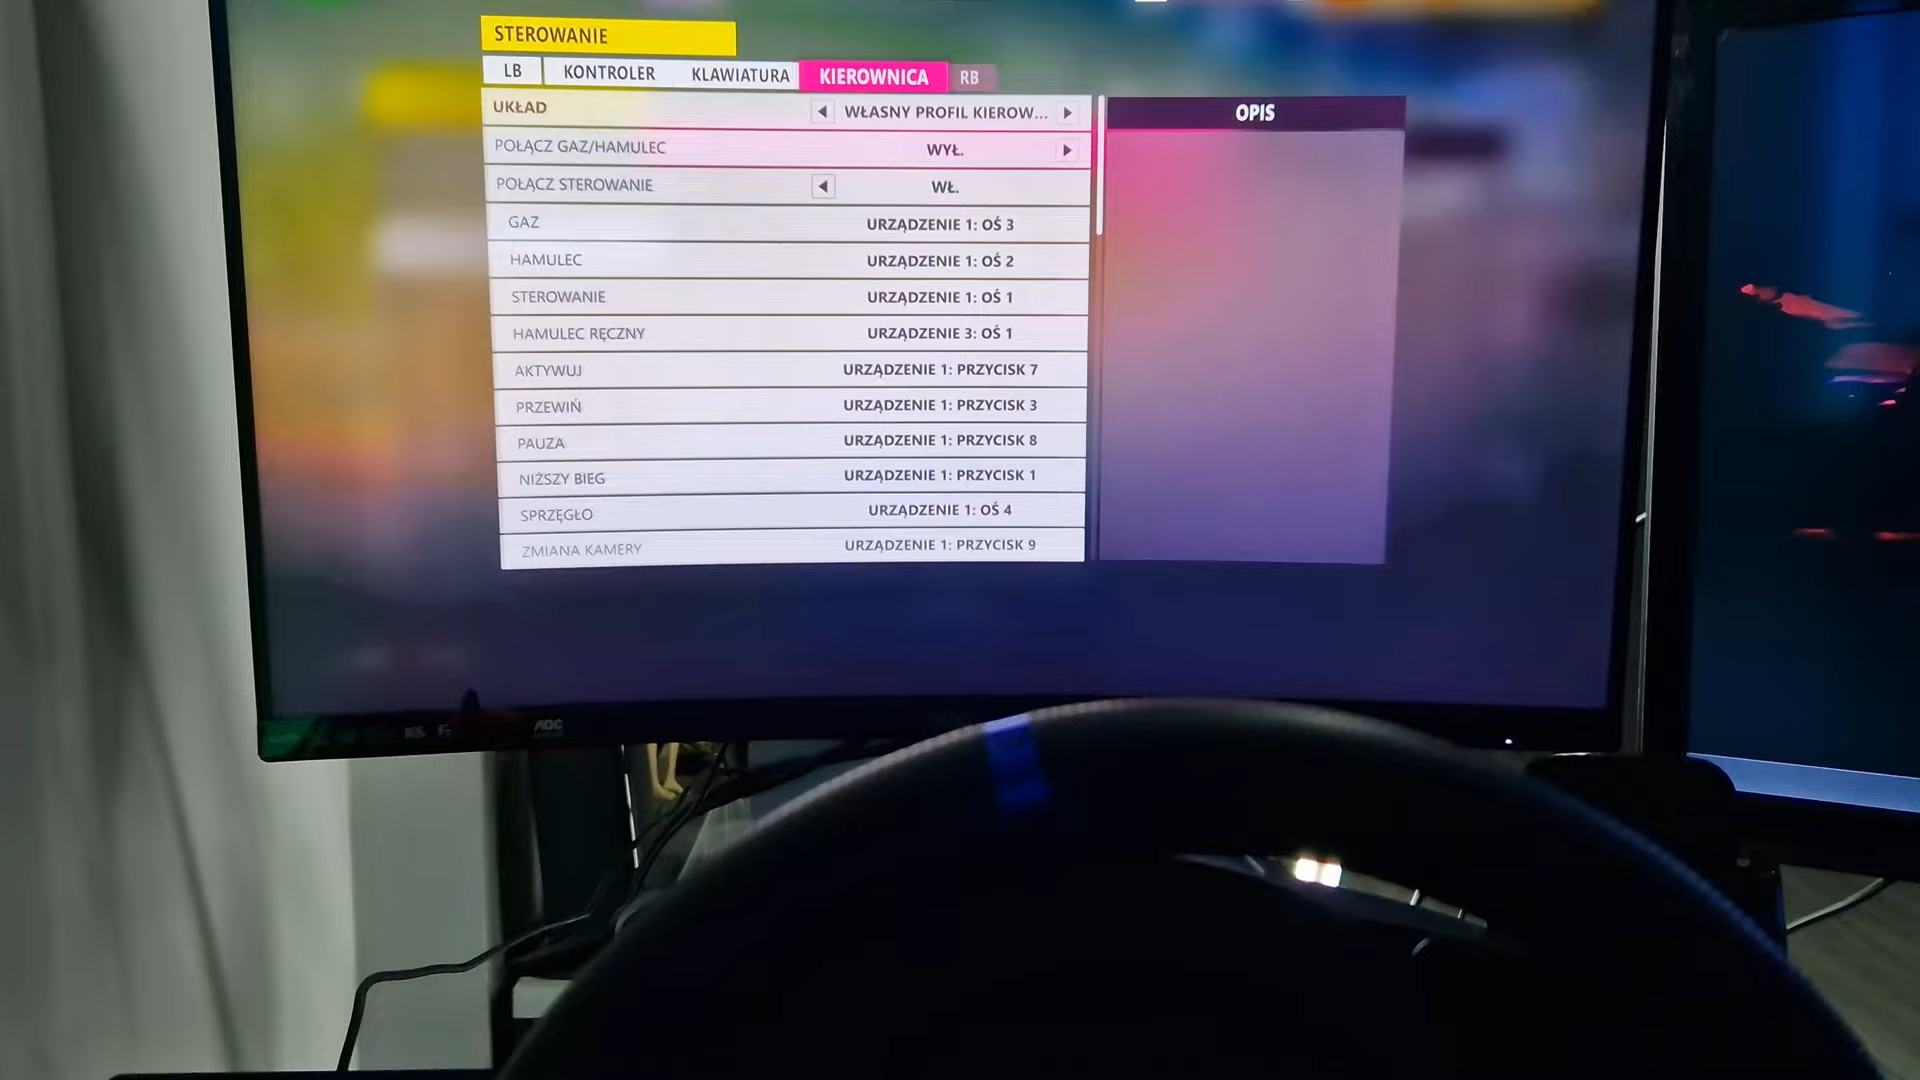 STEROWANIE
LB KONTROLER KLAWIATURA KIEROWNICA RB
UKŁAD WŁASNY PROFIL KIEROW...
POŁĄCZ GAZ/HAMULEC WYŁ.
POŁĄCZ STEROWANIE WŁ.
GAZ URZĄDZENIE 1: OŚ 3
HAMULEC URZĄDZENIE 1: OŚ 2
STEROWANIE URZĄDZENIE 1: OŚ 1
HAMULEC RĘCZNY URZĄDZENIE 3: OŚ 1
AKTYWUJ URZĄDZENIE 1: PRZYCISK 7
PRZEWIŃ URZĄDZENIE 1: PRZYCISK 3
PAUZA URZĄDZENIE 1: PRZYCISK 8
NIŻSZY BIEG URZĄDZENIE 1: PRZYCISK 1
SPRZĘGŁO URZĄDZENIE 1: OŚ 4
ZMIANA KAMERY URZĄDZENIE 1: PRZYCISK 9
OPIS
AOC